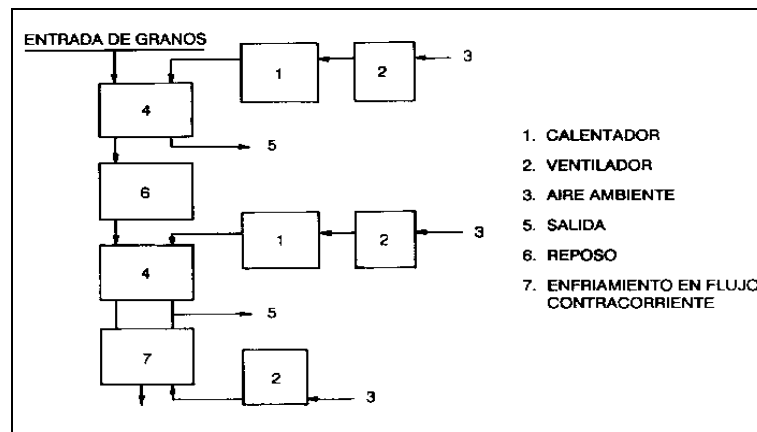 ENTRADA DE GRANOS
1
2
3
4
5
6
1
2
3
4
5
7
2
3
1. CALENTADOR
2. VENTILADOR
3. AIRE AMBIENTE
5. SALIDA
6. REPOSO
7. ENFRIAMIENTO EN FLUJO
CONTRACORRIENTE